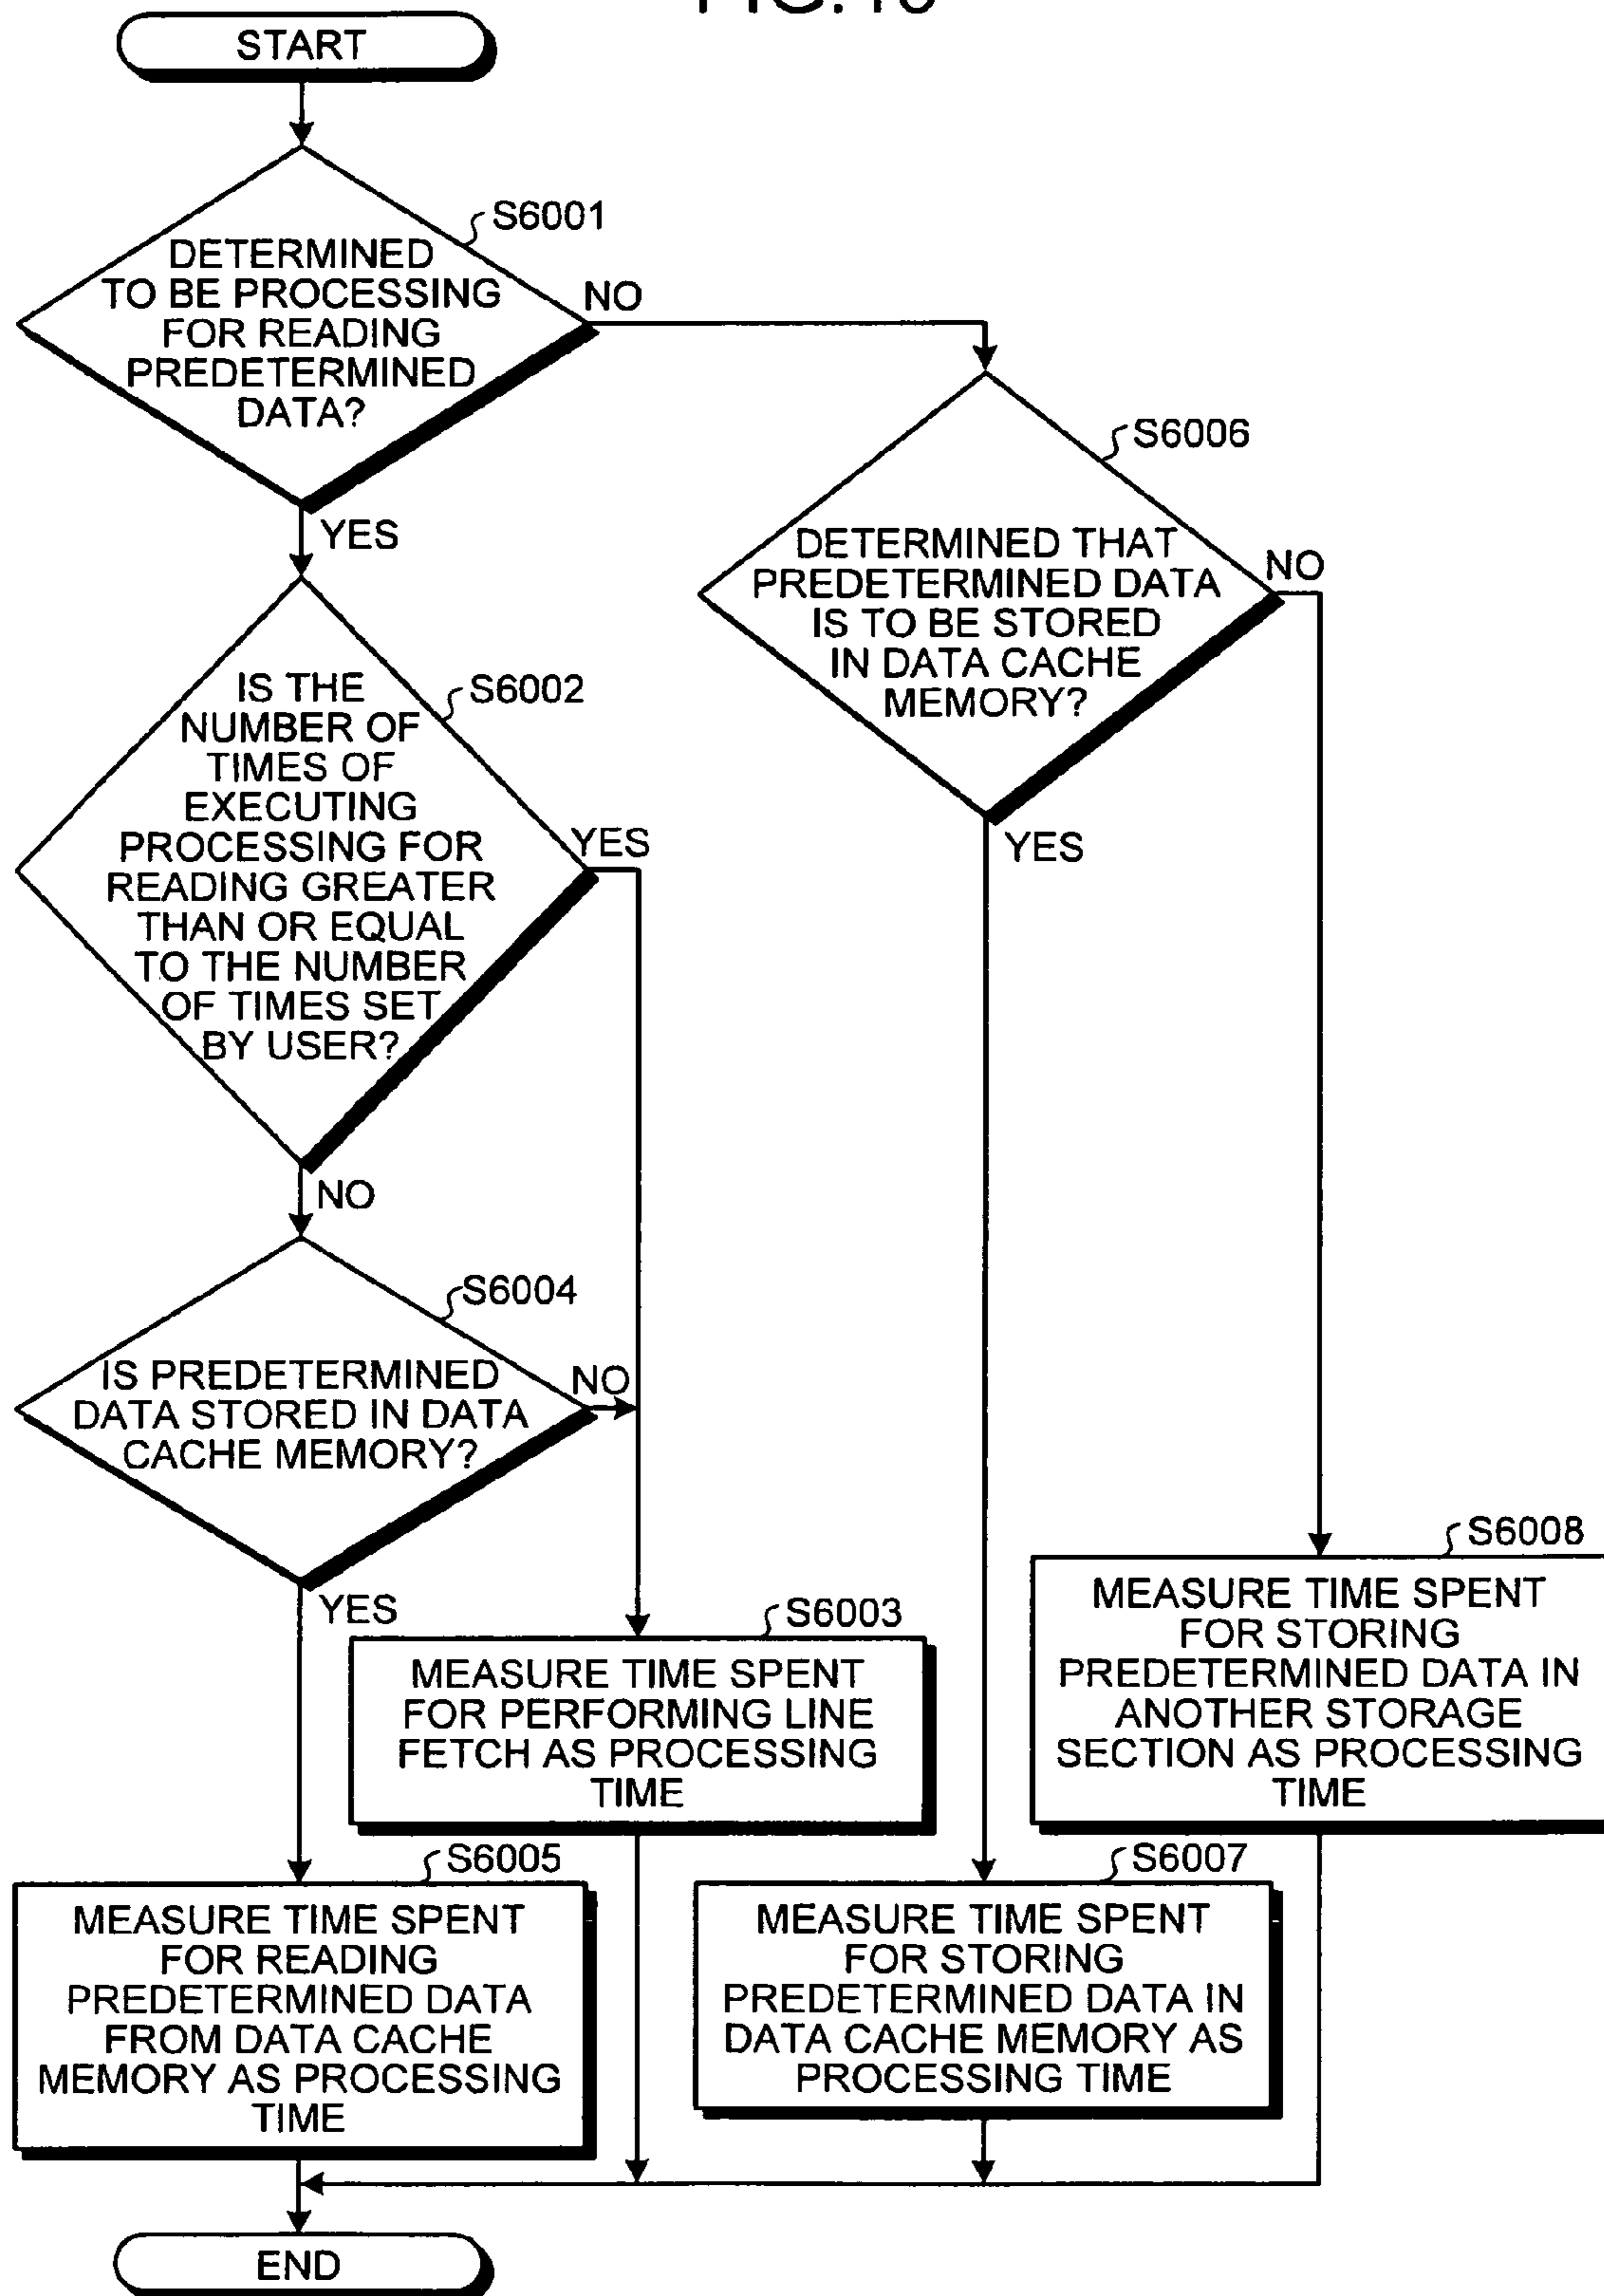 START
S6001
DETERMINED
TO BE PROCESSING
FOR READING
PREDETERMINED
DATA?
NO
YES
S6006
DETERMINED THAT
PREDETERMINED DATA
IS TO BE STORED
IN DATA CACHE
MEMORY?
NO
YES
S6002
IS THE
NUMBER OF
TIMES OF
EXECUTING
PROCESSING FOR
READING GREATER
THAN OR EQUAL
TO THE NUMBER
OF TIMES SET
BY USER?
YES
NO
S6004
IS PREDETERMINED
DATA STORED IN DATA
CACHE MEMORY?
NO
YES
S6003
MEASURE TIME SPENT
FOR PERFORMING LINE
FETCH AS PROCESSING
TIME
S6008
MEASURE TIME SPENT
FOR STORING
PREDETERMINED DATA IN
ANOTHER STORAGE
SECTION AS PROCESSING
TIME
S6005
MEASURE TIME SPENT
FOR READING
PREDETERMINED DATA
FROM DATA CACHE
MEMORY AS PROCESSING
TIME
S6007
MEASURE TIME SPENT
FOR STORING
PREDETERMINED DATA IN
DATA CACHE MEMORY AS
PROCESSING TIME
END